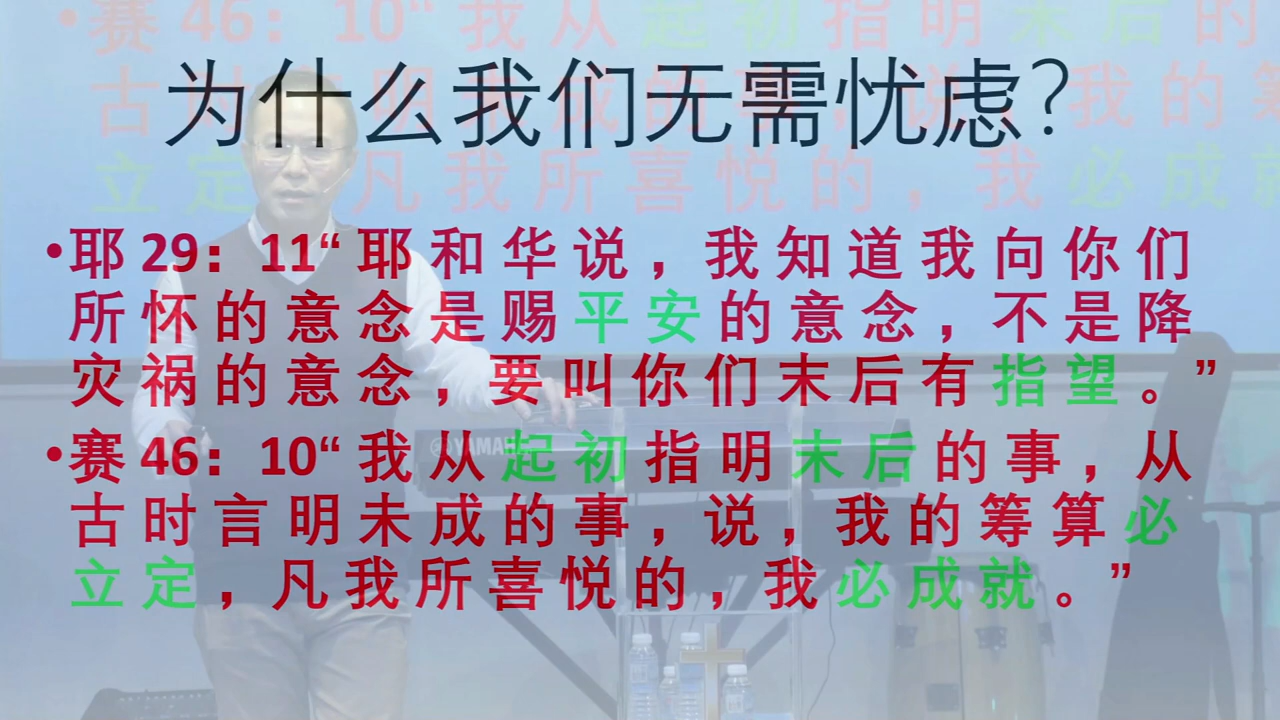 为什么我们无需忧虑?
•耶29：11“耶和华说，我知道我向你们
所怀的意念是赐平安的意念，不是降
灾祸的意念，要叫你们末后有指望。”
•赛46：10“我从起初指明末后的事，从
古时言明未成的事，说，我的筹算必
立定，凡我所喜悦的，我必成就。”